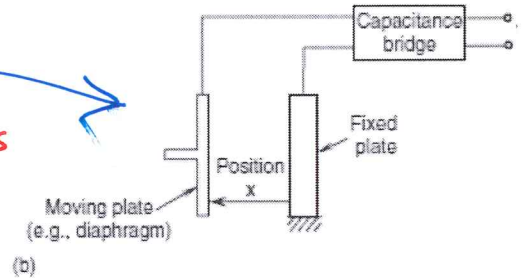 Capacitance
bridge
s
Fixed
plate
Position
x
Moving plate
(e.g., diaphragm)
(b)